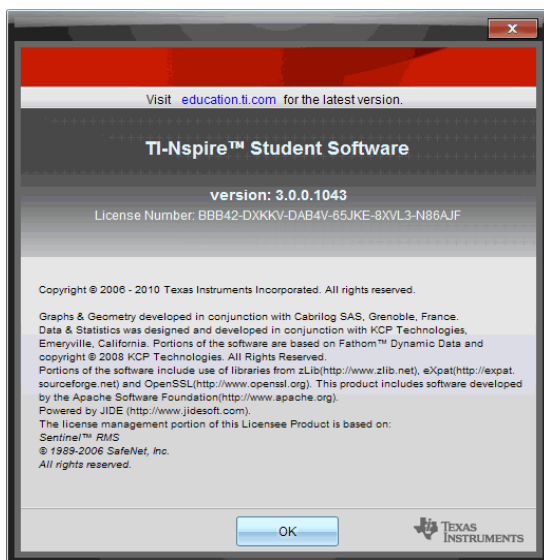 x
Visit education.ti.com for the latest version.
TI-Nspire™ Student Software
version: 3.0.0.1043
License Number: BBB42-DXKKV-DAB4V-65JKE-8XVL3-N86AJF
Copyright © 2006 - 2010 Texas Instruments Incorporated. All rights reserved.
Graphs & Geometry developed in conjunction with Cabrilog SAS, Grenoble, France.
Data & Statistics was designed and developed in conjunction with KCP Technologies,
Emeryville, California. Portions of the software are based on Fathom™ Dynamic Data and
copyright © 2008 KCP Technologies. All Rights Reserved.
Portions of the software include use of libraries from zLib(http://www.zlib.net), eXpat(http://expat.
sourceforge.net) and OpenSSL(http://www.openssl.org). This product includes software developed
by the Apache Software Foundation(http://www.apache.org).
Powered by JIDE (http://www.jidesoft.com).
The license management portion of this Licensee Product is based on:
Sentinel™ RMS
© 1989-2006 SafeNet, Inc.
All rights reserved.
OK
TEXAS
INSTRUMENTS